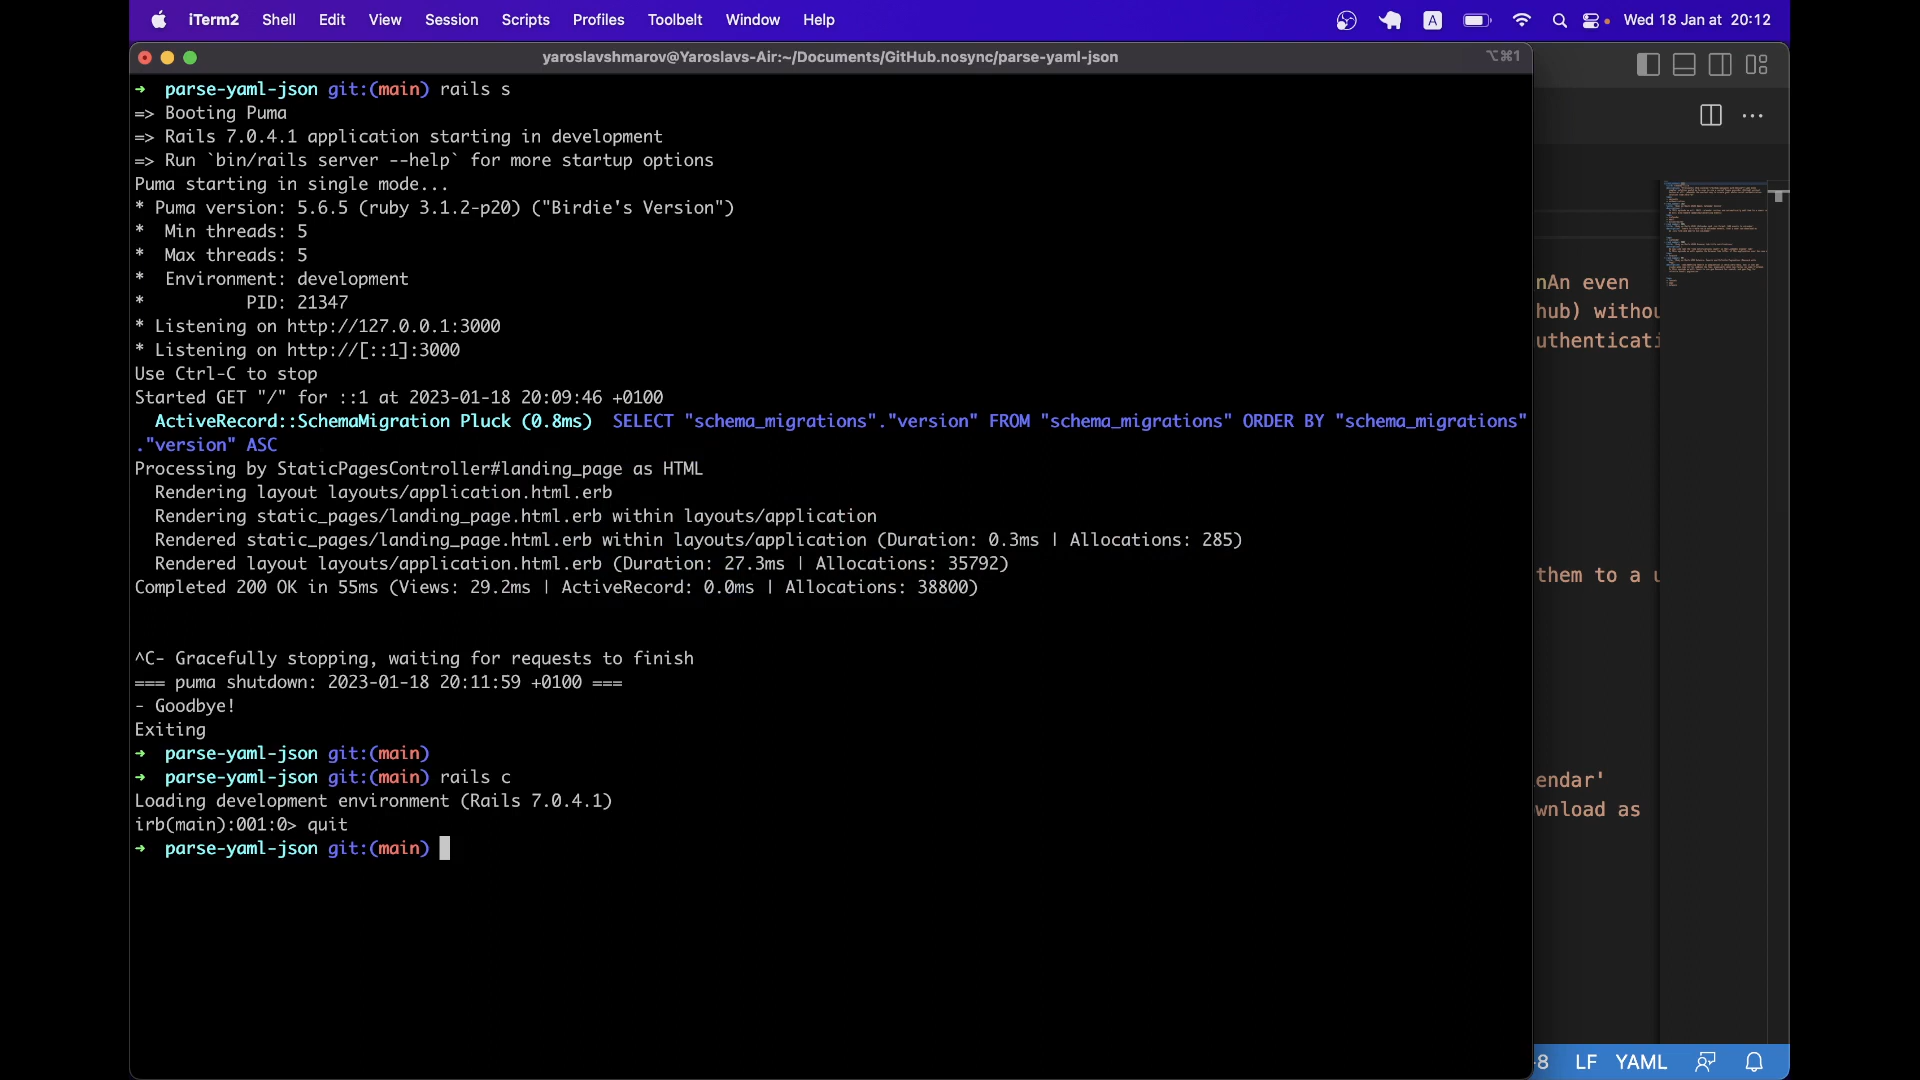 iTerm2 Shell Edit View Session Scripts Profiles Toolbelt Window Help A Wed 18 Jan at 20:12
yaroslavshmarov@Yaroslavs-Air:~/Documents/GitHub.nosync/parse-yaml-json ⌥⌘1
→ parse-yaml-json git:(main) rails s
=> Booting Puma
=> Rails 7.0.4.1 application starting in development
=> Run `bin/rails server --help` for more startup options
Puma starting in single mode...
* Puma version: 5.6.5 (ruby 3.1.2-p20) ("Birdie's Version")
*  Min threads: 5
*  Max threads: 5
*  Environment: development
*          PID: 21347
* Listening on http://127.0.0.1:3000
* Listening on http://[::1]:3000
Use Ctrl-C to stop
Started GET "/" for ::1 at 2023-01-18 20:09:46 +0100
  ActiveRecord::SchemaMigration Pluck (0.8ms)  SELECT "schema_migrations"."version" FROM "schema_migrations" ORDER BY "schema_migrations"
."version" ASC
Processing by StaticPagesController#landing_page as HTML
  Rendering layout layouts/application.html.erb
  Rendering static_pages/landing_page.html.erb within layouts/application
  Rendered static_pages/landing_page.html.erb within layouts/application (Duration: 0.3ms | Allocations: 285)
  Rendered layout layouts/application.html.erb (Duration: 27.3ms | Allocations: 35792)
Completed 200 OK in 55ms (Views: 29.2ms | ActiveRecord: 0.0ms | Allocations: 38800)
^C- Gracefully stopping, waiting for requests to finish
=== puma shutdown: 2023-01-18 20:11:59 +0100 ===
- Goodbye!
Exiting
→ parse-yaml-json git:(main)
→ parse-yaml-json git:(main) rails c
Loading development environment (Rails 7.0.4.1)
irb(main):001:0> quit
→ parse-yaml-json git:(main)
nAn even
hub) withou
uthenticati
them to a u
endar'
wnload as
-8 LF YAML